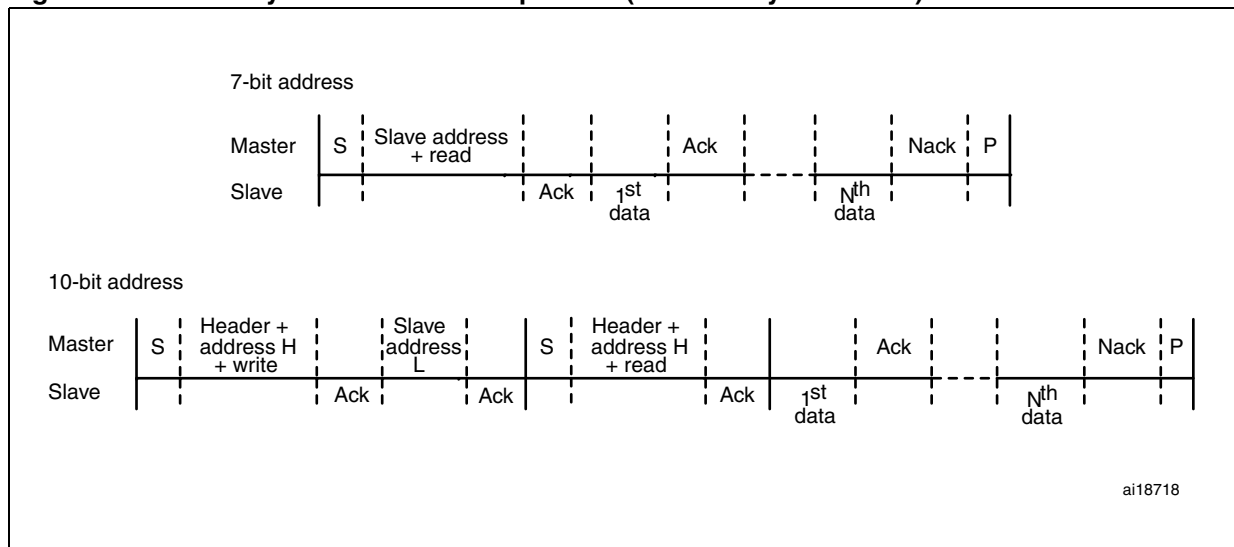 7-bit address
Master S Slave address + read Ack Nack P
Slave Ack 1st data Nth data
10-bit address
Master S Header + address H + write Slave address L S Header + address H + read Ack Nack P
Slave Ack Ack Ack 1st data Nth data
ai18718